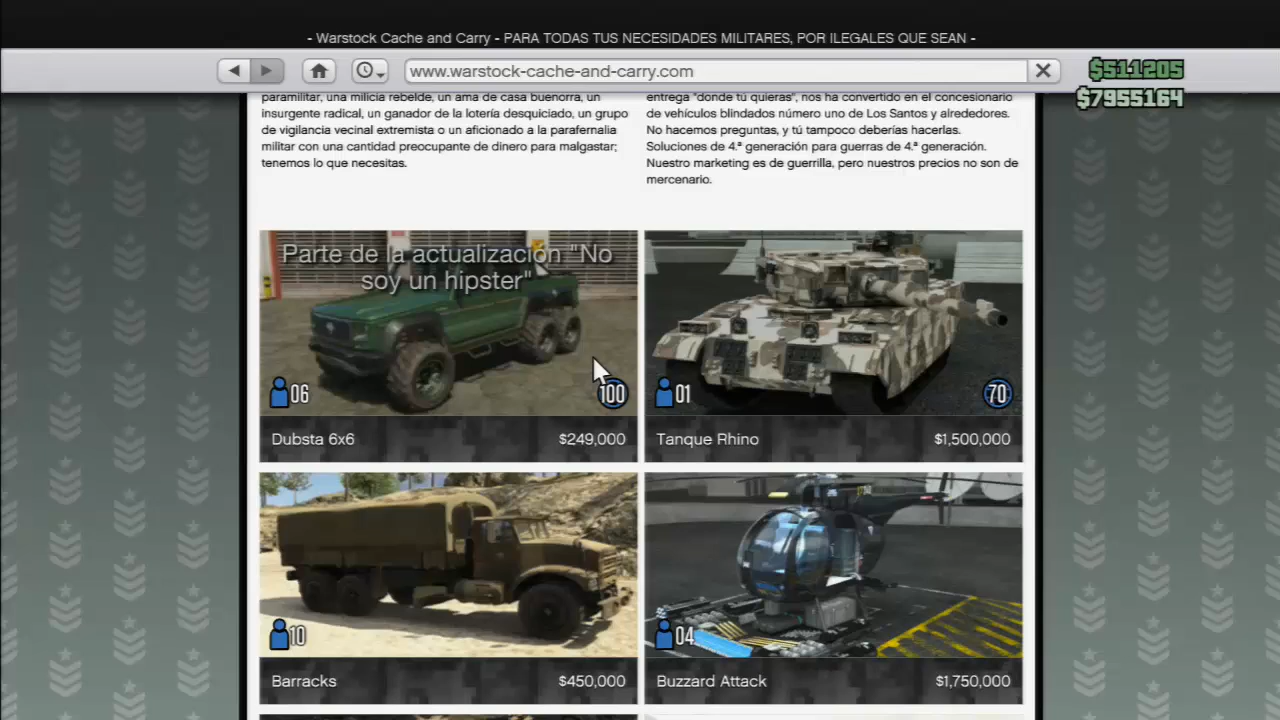 - Warstock Cache and Carry - PARA TODAS TUS NECESIDADES MILITARES, POR ILEGALES QUE SEAN -
www.warstock-cache-and-carry.com
$511205
$7955164
paramilitar, una milicia rebelde, un ama de casa buenorra, un
insurgente radical, un ganador de la lotería desquiciado, un grupo
de vigilancia vecinal extremista o un aficionado a la parafernalia
militar con una cantidad preocupante de dinero para malgastar;
tenemos lo que necesitas.
entrega "donde tú quieras", nos ha convertido en el concesionario
de vehículos blindados número uno de Los Santos y alrededores.
No hacemos preguntas, y tú tampoco deberías hacerlas.
Soluciones de 4.ª generación para guerras de 4.ª generación.
Nuestro marketing es de guerrilla, pero nuestros precios no son de
mercenario.
Parte de la actualización "No
soy un hipster"
06
100
Dubsta 6x6
$249,000
01
70
Tanque Rhino
$1,500,000
10
Barracks
$450,000
04
Buzzard Attack
$1,750,000